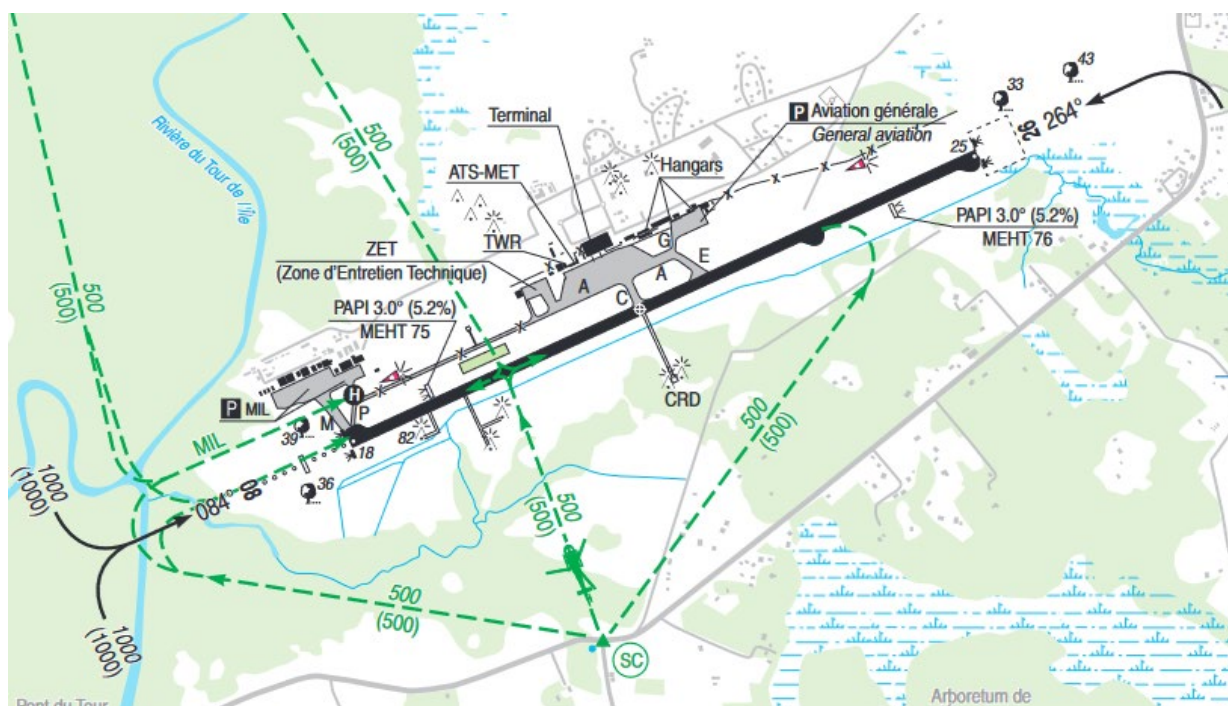 43
33
264°
26
P Aviation générale
General aviation
Terminal
500
(500)
Rivière du Tour de
l'Île
25
Hangars
ATS-MET
TWR
ZET
(Zone d'Entretien Technique)
PAPI 3.0° (5.2%)
MEHT 76
G
E
A
A
C
PAPI 3.0° (5.2%)
MEHT 75
500
(500)
H
P MIL
P
M
CRD
MIL
39
82
18
500
(500)
36
084°
08
1000
(1000)
500
(500)
500
(500)
1000
(1000)
SC
Pont du Tour
Arboretum de